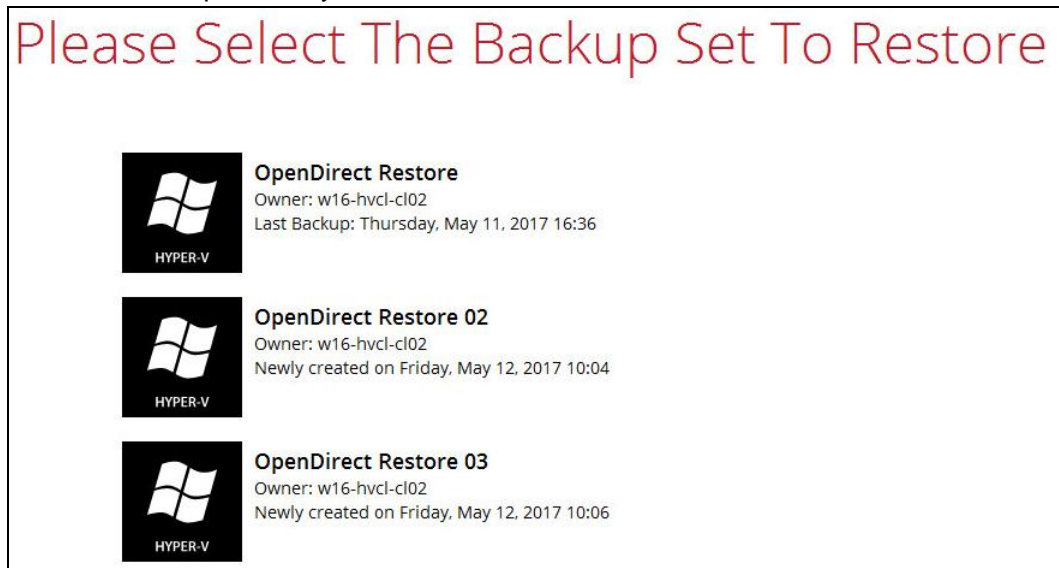 Please Select The Backup Set To Restore
OpenDirect Restore
Owner: w16-hvcl-cl02
Last Backup: Thursday, May 11, 2017 16:36
HYPER-V
OpenDirect Restore 02
Owner: w16-hvcl-cl02
Newly created on Friday, May 12, 2017 10:04
HYPER-V
OpenDirect Restore 03
Owner: w16-hvcl-cl02
Newly created on Friday, May 12, 2017 10:06
HYPER-V